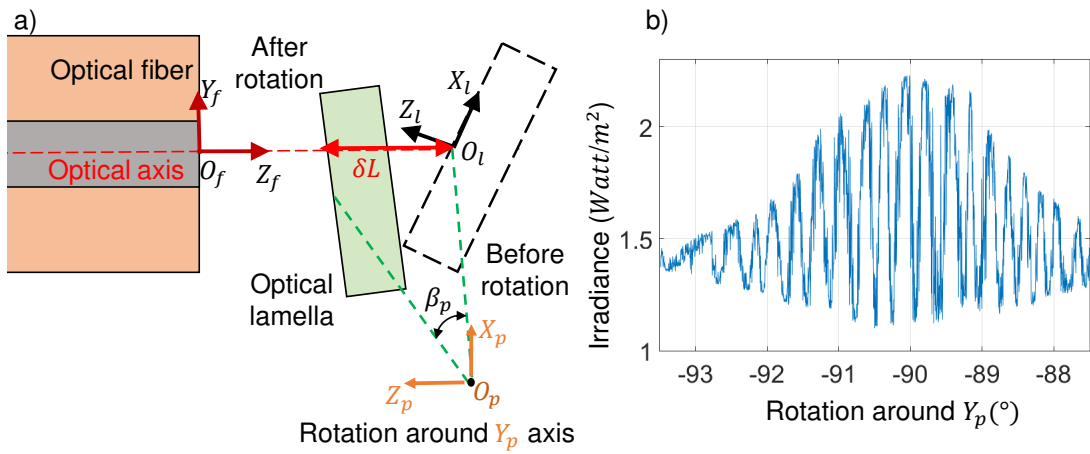 a)
Optical fiber
Y_f
Optical axis
O_f
Z_f
After
rotation
X_l
Z_l
O_l
δL
Optical
lamella
Before
rotation
β_p
X_p
Z_p
O_p
Rotation around Y_p axis
b)
Irradiance (Watt/m²)
2
1.5
1
-93
-92
-91
-90
-89
-88
Rotation around Y_p(°)